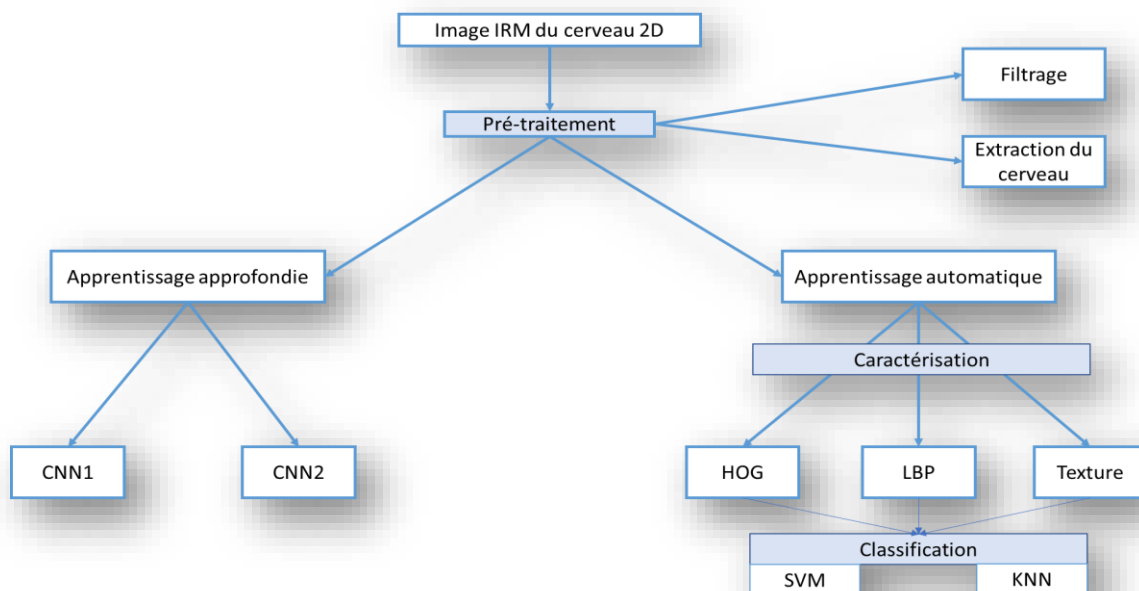 Image IRM du cerveau 2D
Filtrage
Pré-traitement
Extraction du
cerveau
Apprentissage approfondie
Apprentissage automatique
Caractérisation
CNN1
CNN2
HOG
LBP
Texture
Classification
SVM
KNN